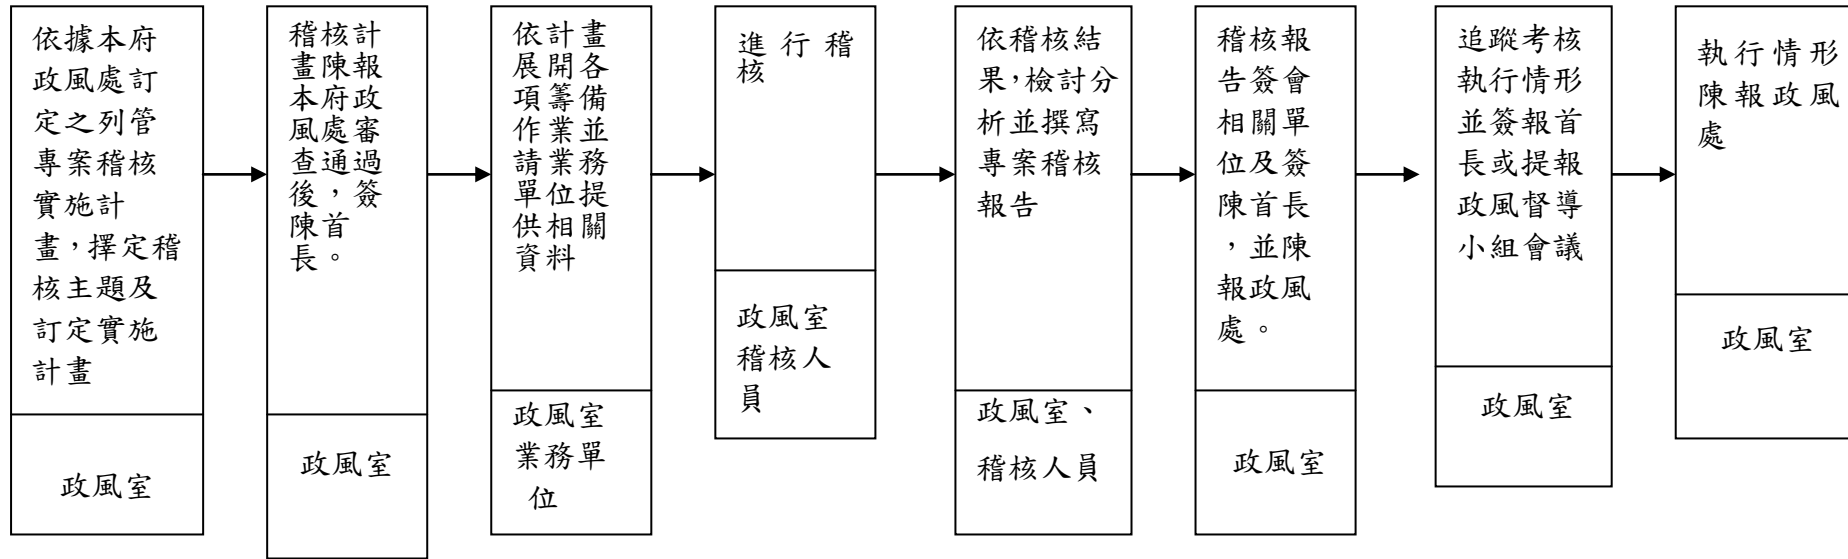 依據本府
政風處訂
定之列管
專案稽核
實施計
畫，擇定稽
核主題及
訂定實施
計畫
政風室
稽核計
畫陳報
本府政
風處審
查通過
後，簽
陳首
長。
政風室
依計畫
展開各
項籌備
作業並
請業務
單位提
供相關
資料
政風室
業務單
位
進行稽
核
政風室
稽核人
員
依稽核結
果，檢討分
析並撰寫
專案稽核
報告
政風室、
稽核人員
稽核報
告簽會
相關單
位及簽
陳首長
，並陳
報政風
處。
政風室
追蹤考核
執行情形
並簽報首
長或提報
政風督導
小組會議
政風室
執行情形
陳報政風
處
政風室